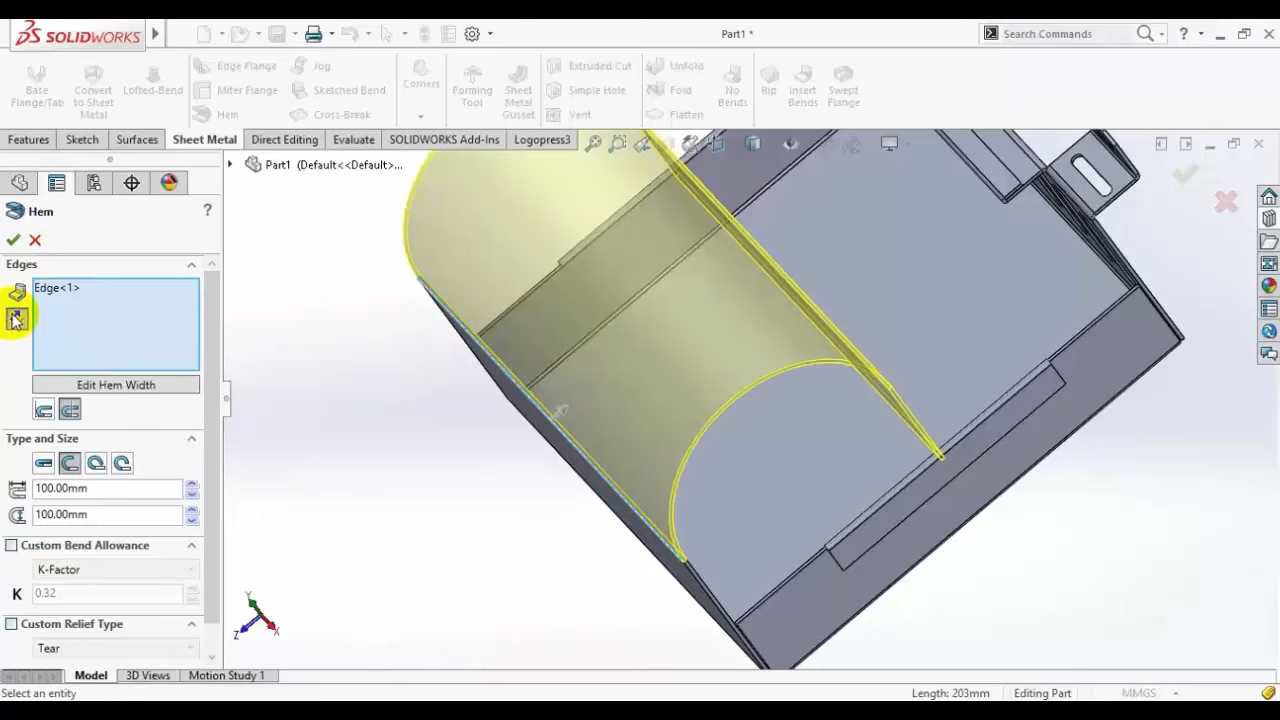 SOLIDWORKS
Part1 *
Search Commands
?
Base Flange/Tab
Convert to Sheet Metal
Lofted-Bend
Edge Flange
Miter Flange
Hem
Jog
Sketched Bend
Cross-Break
Corners
Forming Tool
Sheet Metal Gusset
Extruded Cut
Simple Hole
Vent
Unfold
Fold
Flatten
No Bends
Rip
Insert Bends
Swept Flange
Features
Sketch
Surfaces
Sheet Metal
Direct Editing
Evaluate
SOLIDWORKS Add-Ins
Logopress3
Part1 (Default<<Default>...
Hem
?
Edges
Edge<1>
Edit Hem Width
Type and Size
100.00mm
100.00mm
Custom Bend Allowance
K-Factor
K
0.32
Custom Relief Type
Tear
Y
Z
X
Model
3D Views
Motion Study 1
Select an entity
Length: 203mm
Editing Part
MMGS